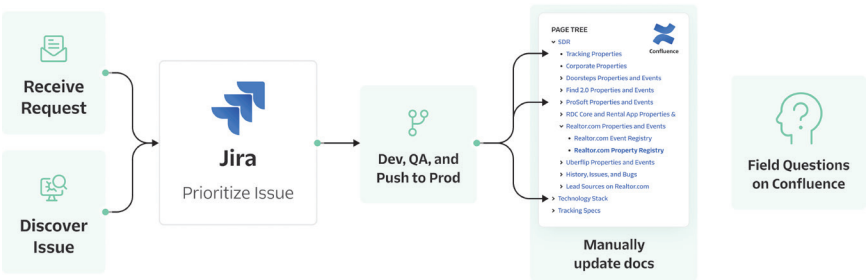 Receive
Request
Discover
Issue
Jira
Prioritize Issue
Dev, QA, and
Push to Prod
PAGE TREE
Confluence
SDR
Tracking Properties
Corporate Properties
Doorsteps Properties and Events
Find 2.0 Properties and Events
ProSoft Properties and Events
RDC Core and Rental App Properties &
Realtor.com Properties and Events
Realtor.com Event Registry
Realtor.com Property Registry
Uberflip Properties and Events
History, Issues, and Bugs
Lead Sources on Realtor.com
Technology Stack
Tracking Specs
Manually
update docs
Field Questions
on Confluence